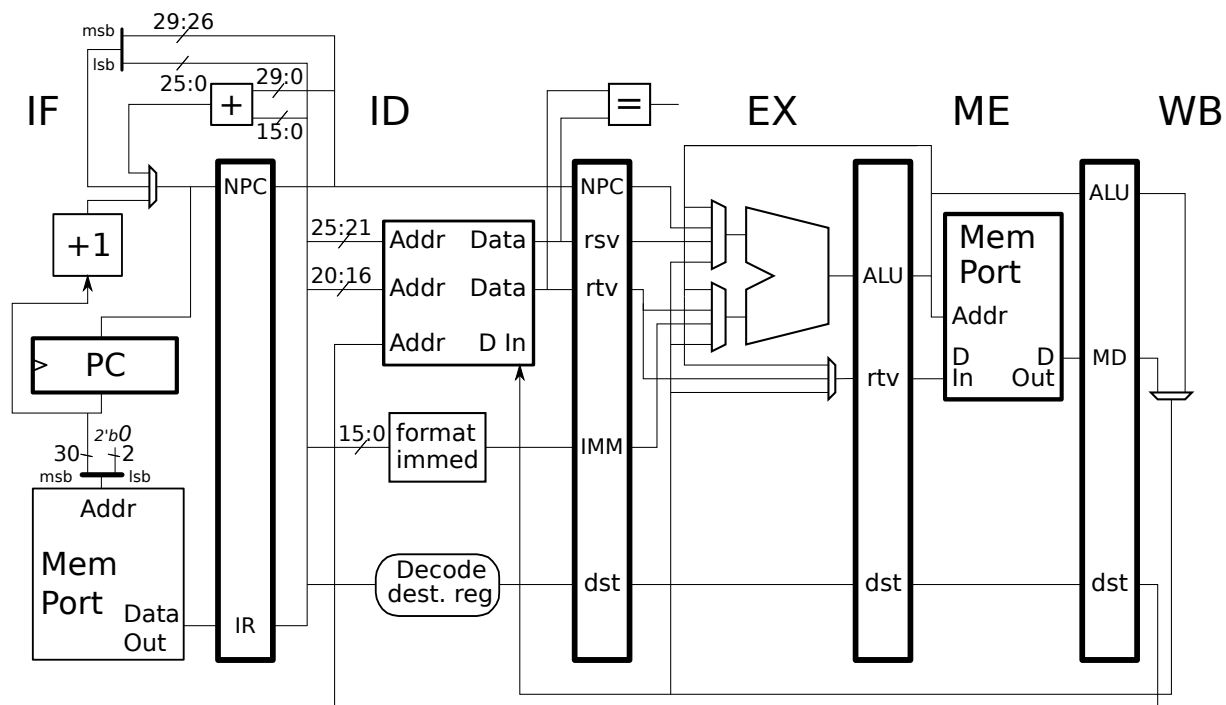 29:26
msb
lsb
25:0
29:0
15:0
+
=
IF
ID
EX
ME
WB
NPC
NPC
ALU
+1
25:21
20:16
Addr
Data
Addr
Data
Addr
D In
rsv
rtv
ALU
Mem
Port
Addr
D
In
D
Out
MD
rtv
PC
2'b0
30
2
msb
lsb
15:0
format
immed
IMM
Addr
Mem
Port
Data
Out
IR
Decode
dest. reg
dst
dst
dst